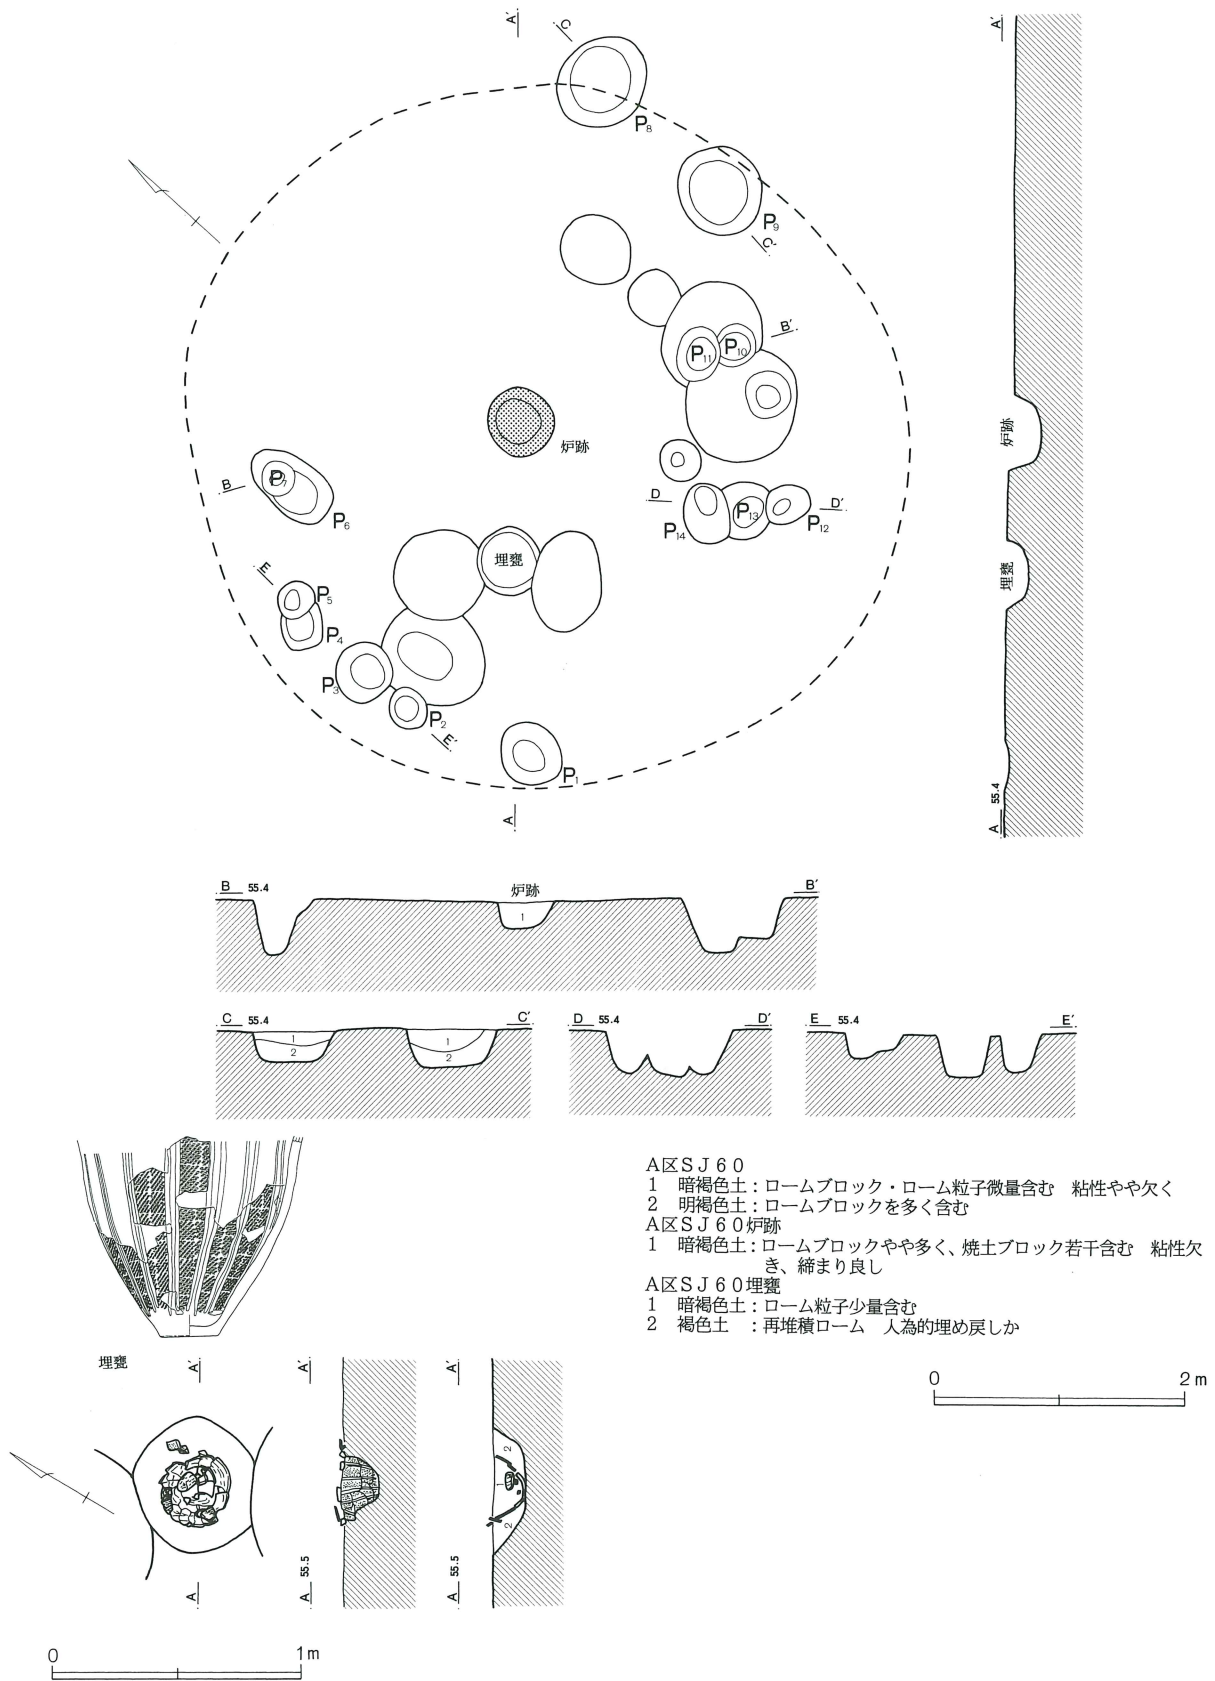 A′
C
A′
P8
P9
C′
B′
P11
P10
炉跡
炉跡
B
P7
P6
D
D′
P13
P12
P14
埋甕
埋甕
E
P5
P4
P3
P2
E′
P1
A
A 55.4
B 55.4
炉跡
B′
1
C 55.4
C′
D 55.4
D′
E 55.4
E′
1
2
1
2
A区SJ60
1 暗褐色土：ロームブロック・ローム粒子微量含む 粘性やや欠く
2 明褐色土：ロームブロックを多く含む
A区SJ60炉跡
1 暗褐色土：ロームブロックやや多く、焼土ブロック若干含む 粘性欠
き、締まり良し
A区SJ60埋甕
1 暗褐色土：ローム粒子少量含む
2 褐色土 ：再堆積ローム 人為的埋め戻しか
埋甕
A′
A′
A′
0 2m
2
1
2
A
A 55.5
A 55.5
0 1m